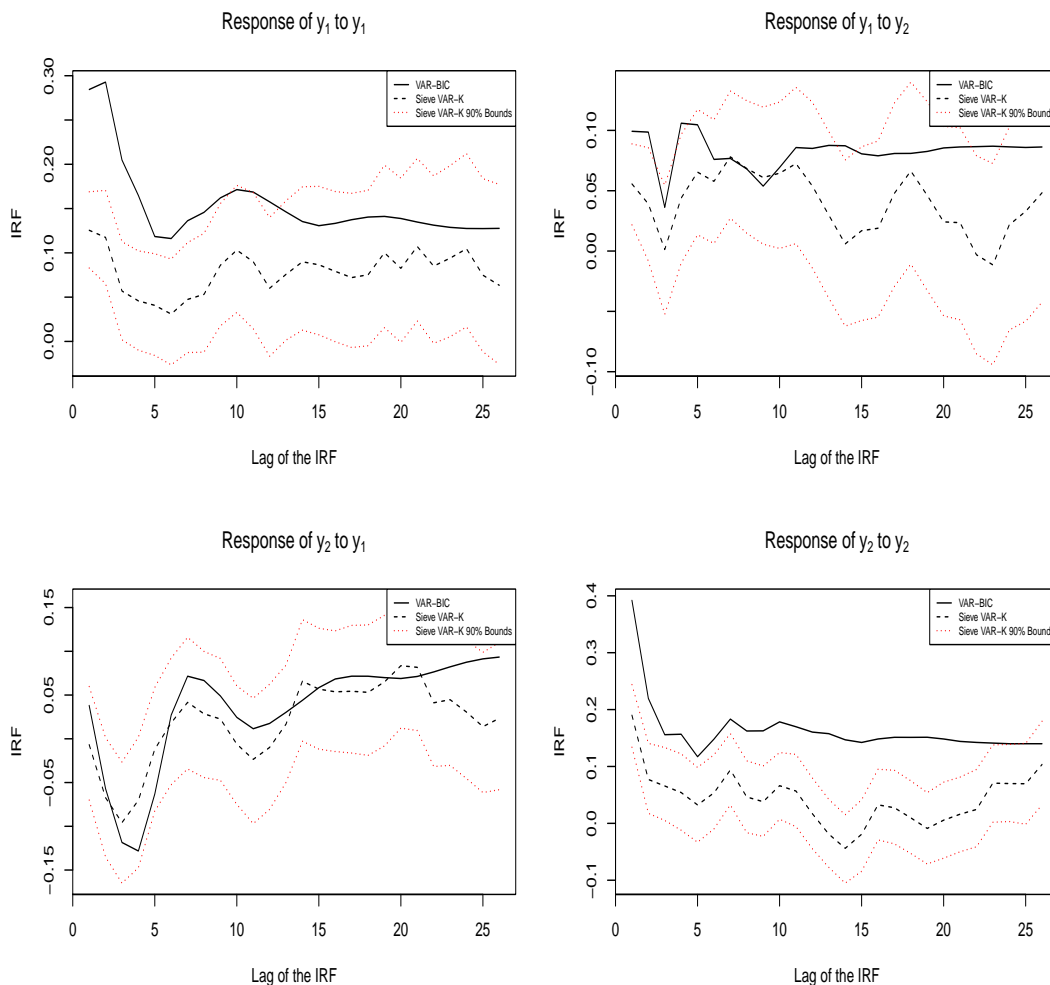 Response of y1 to y1
IRF
0.00 0.10 0.20 0.30
VAR−BIC
Sieve VAR−K
Sieve VAR−K 90% Bounds
0 5 10 15 20 25
Lag of the IRF
Response of y1 to y2
IRF
−0.10 0.00 0.05 0.10
VAR−BIC
Sieve VAR−K
Sieve VAR−K 90% Bounds
0 5 10 15 20 25
Lag of the IRF
Response of y2 to y1
IRF
−0.15 −0.05 0.05 0.15
VAR−BIC
Sieve VAR−K
Sieve VAR−K 90% Bounds
0 5 10 15 20 25
Lag of the IRF
Response of y2 to y2
IRF
−0.1 0.0 0.1 0.2 0.3 0.4
VAR−BIC
Sieve VAR−K
Sieve VAR−K 90% Bounds
0 5 10 15 20 25
Lag of the IRF